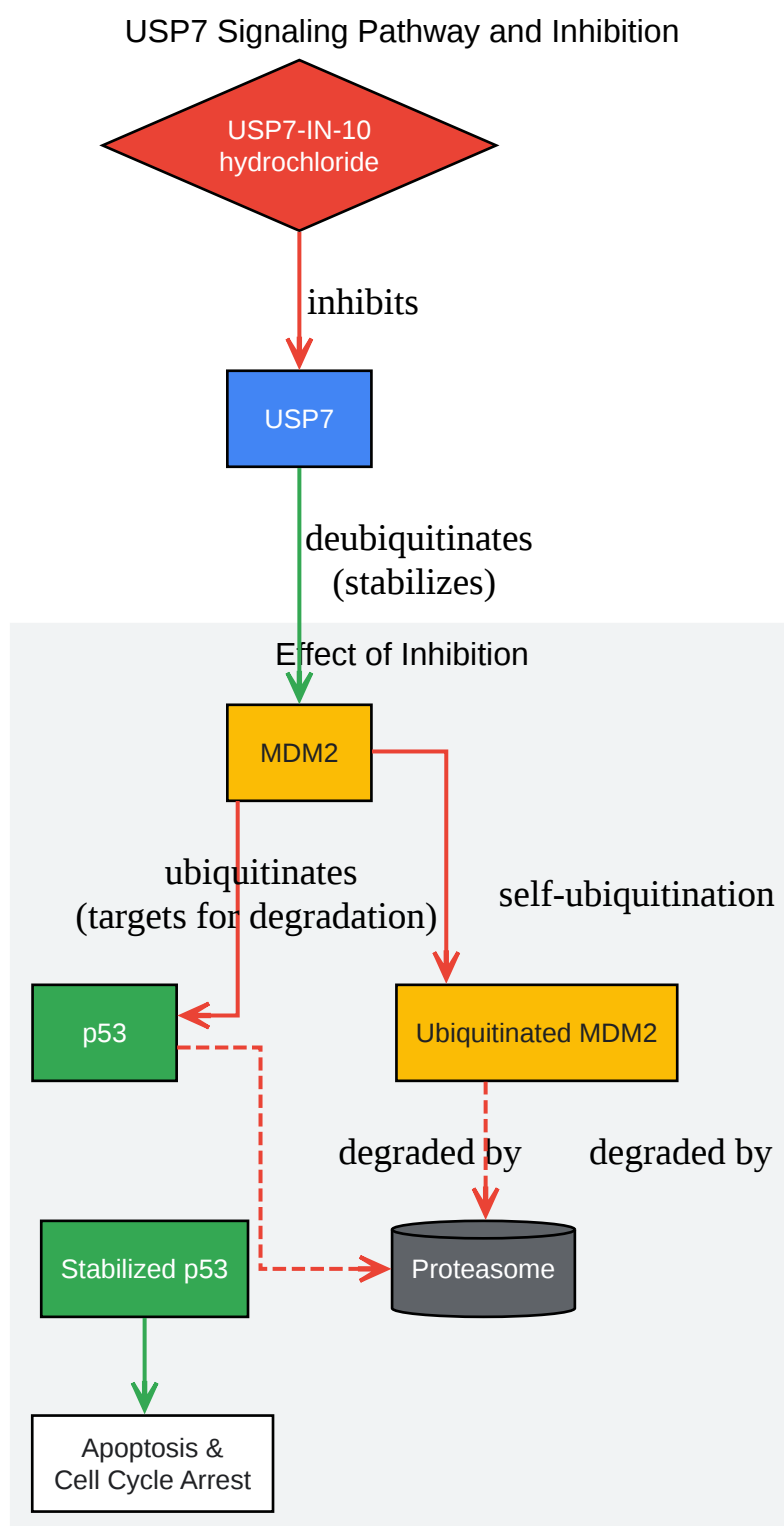 USP7 Signaling Pathway and Inhibition
USP7-IN-10
hydrochloride
inhibits
USP7
deubiquitinates
(stabilizes)
Effect of Inhibition
MDM2
ubiquitinates
(targets for degradation)
self-ubiquitination
p53
Ubiquitinated MDM2
degraded by
degraded by
Stabilized p53
Proteasome
Apoptosis &
Cell Cycle Arrest